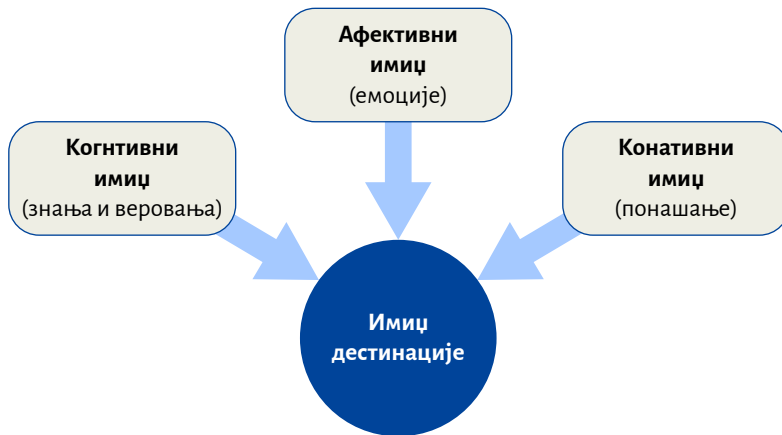 Афективни
имиџ
(емоције)
Когнтивни
имиџ
(знања и веровања)
Конативни
имиџ
(понашање)
Имиџ
дестинације